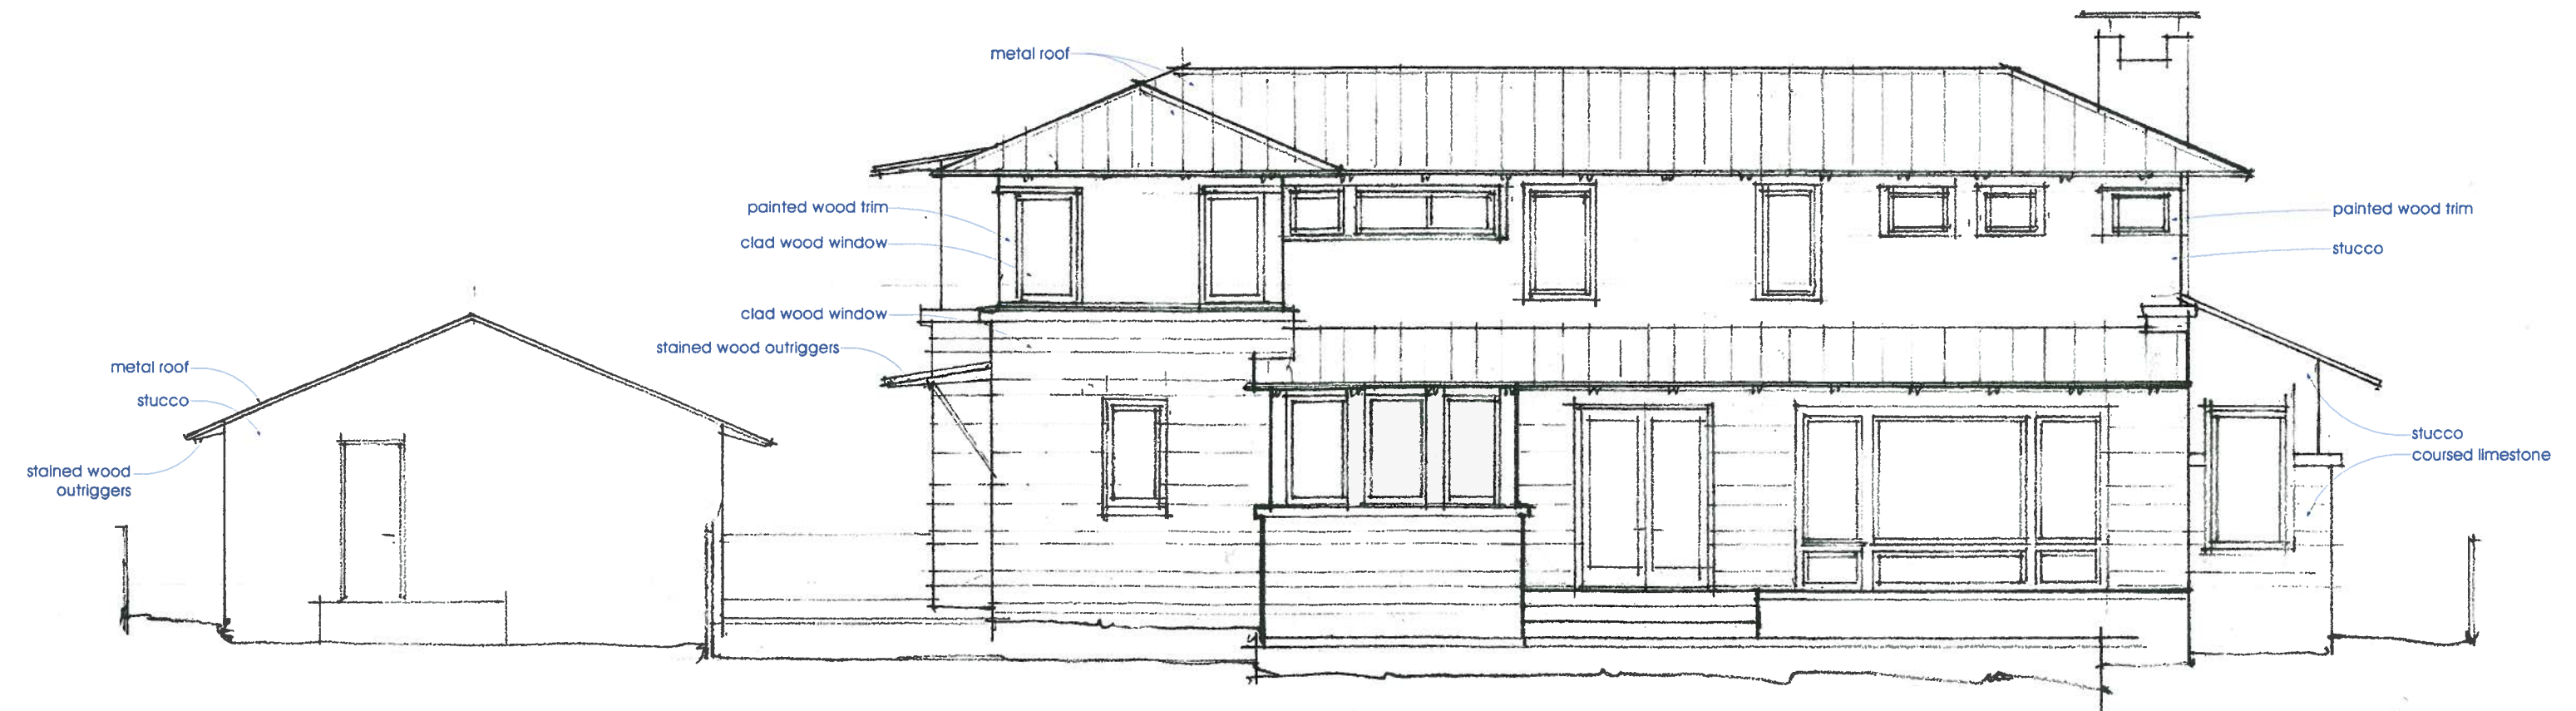 metal roof
painted wood trim
clad wood window
clad wood window
stained wood outriggers
metal roof
stucco
stained wood
outriggers
painted wood trim
stucco
stucco
coursed limestone